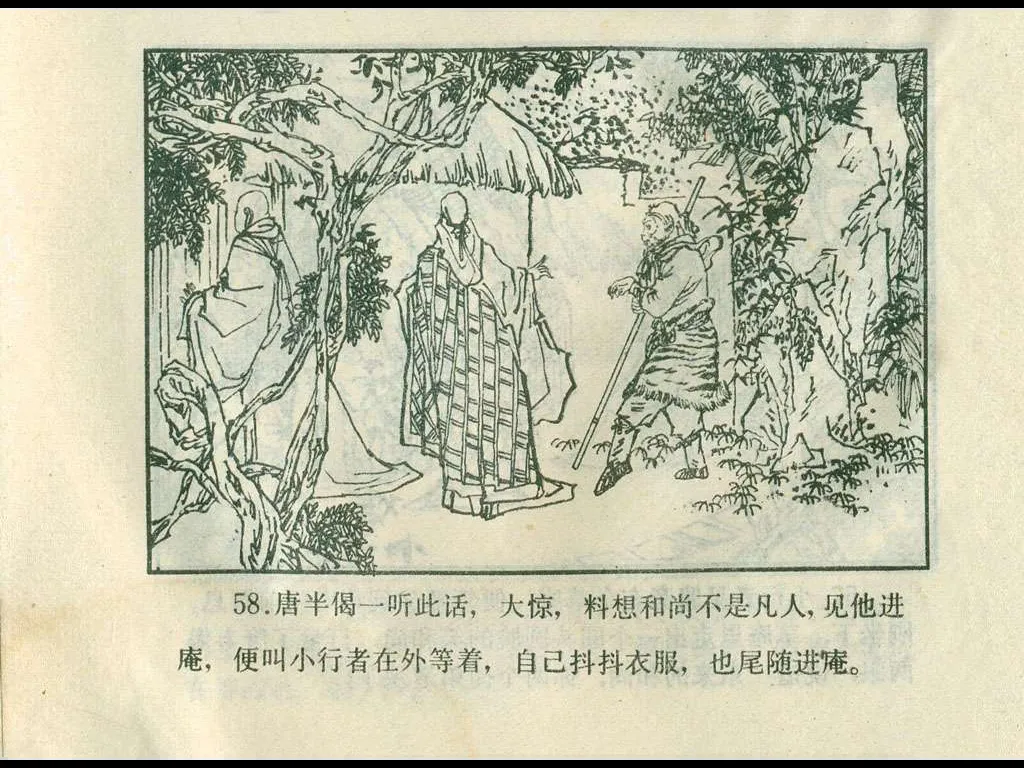 58.唐半偈一听此话，大惊，料想和尚不是凡人，见他进
庵，便叫小行者在外等着，自己抖抖衣服，也尾随进庵。